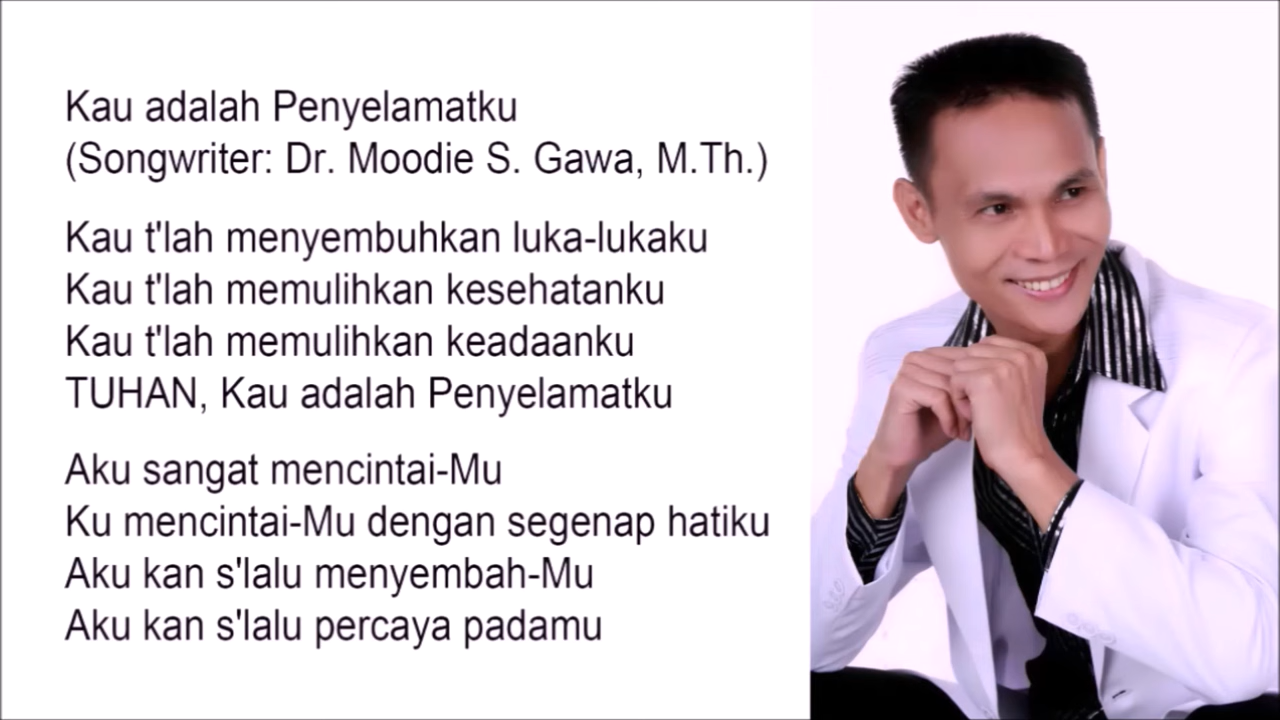 Kau adalah Penyelamatku
(Songwriter: Dr. Moodie S. Gawa, M.Th.)
Kau t'lah menyembuhkan luka-lukaku
Kau t'lah memulihkan kesehatanku
Kau t'lah memulihkan keadaanku
TUHAN, Kau adalah Penyelamatku
Aku sangat mencintai-Mu
Ku mencintai-Mu dengan segenap hatiku
Aku kan s'lalu menyembah-Mu
Aku kan s'lalu percaya padamu